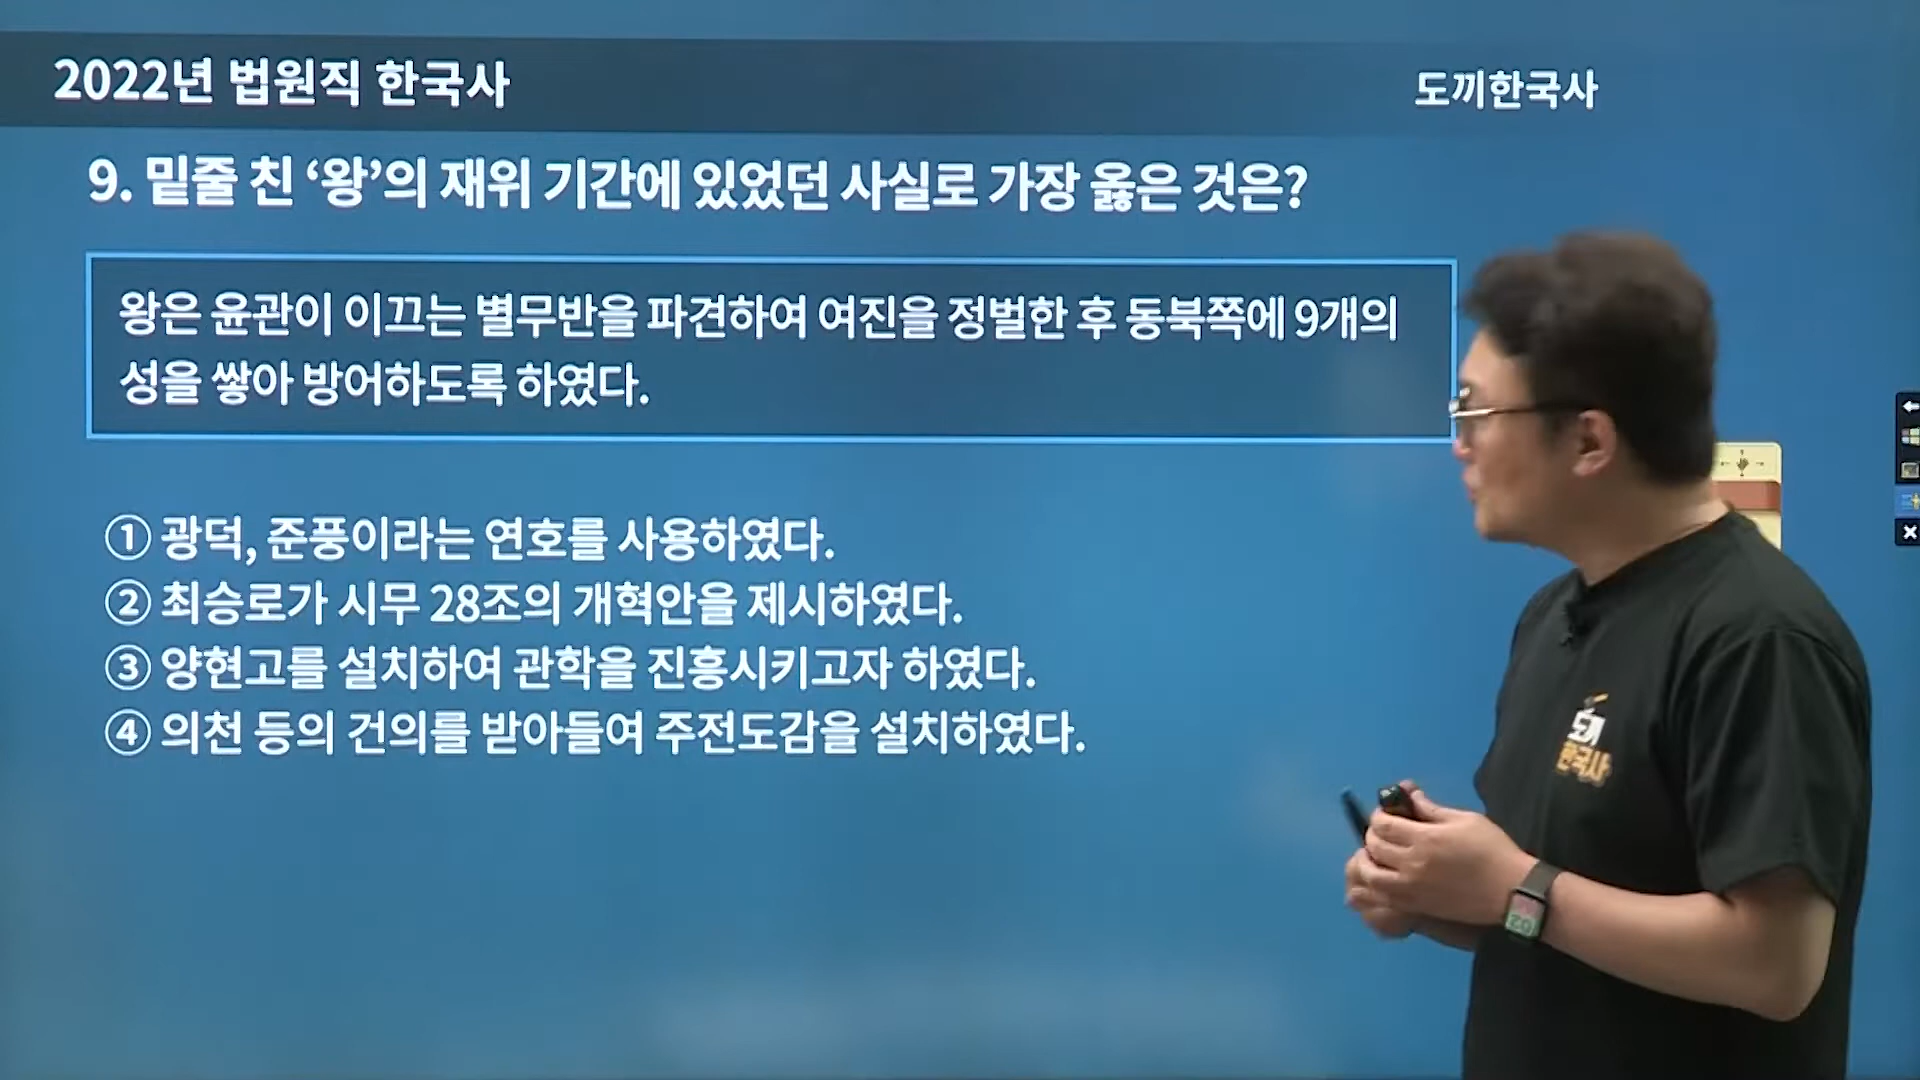 2022년 법원직 한국사
도끼한국사
9. 밑줄 친 ‘왕’의 재위 기간에 있었던 사실로 가장 옳은 것은?
왕은 윤관이 이끄는 별무반을 파견하여 여진을 정벌한 후 동북쪽에 9개의
성을 쌓아 방어하도록 하였다.
① 광덕, 준풍이라는 연호를 사용하였다.
② 최승로가 시무 28조의 개혁안을 제시하였다.
③ 양현고를 설치하여 관학을 진흥시키고자 하였다.
④ 의천 등의 건의를 받아들여 주전도감을 설치하였다.
도끼
한국사